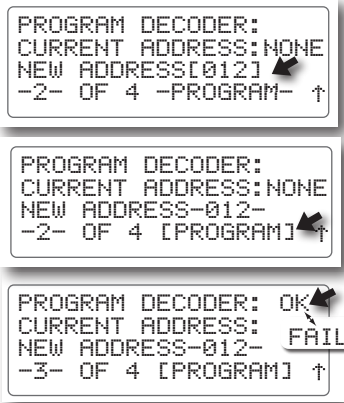 PROGRAM DECODER:
CURRENT ADDRESS:NONE
NEW ADDRESS[012]
-2- OF 4 -PROGRAM- ↑
PROGRAM DECODER:
CURRENT ADDRESS:NONE
NEW ADDRESS-012-
-2- OF 4 [PROGRAM] ↑
PROGRAM DECODER: OK
CURRENT ADDRESS:
FAIL
NEW ADDRESS-012-
-3- OF 4 [PROGRAM] ↑